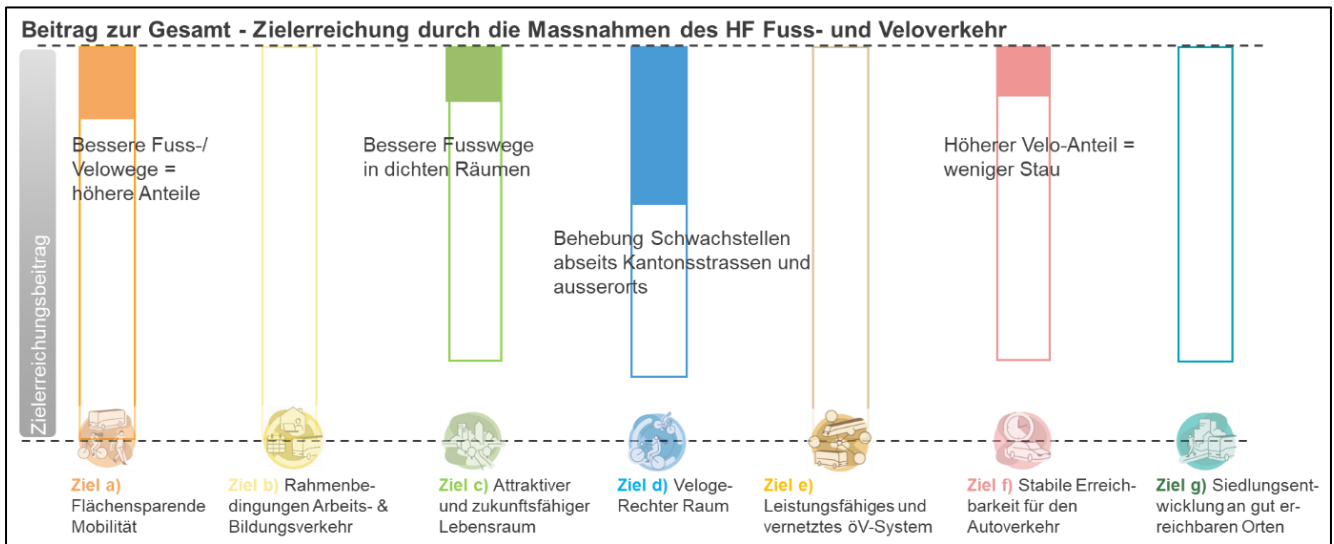 Beitrag zur Gesamt - Zielerreichung durch die Massnahmen des HF Fuss- und Veloverkehr
Zielerreichungsbeitrag
Bessere Fuss-/
Velowege =
höhere Anteile
Bessere Fusswege
in dichten Räumen
Behebung Schwachstellen
abseits Kantonsstrassen und
ausserorts
Höherer Velo-Anteil =
weniger Stau
Ziel a)
Flächensparende
Mobilität
Ziel b) Rahmenbe-
dingungen Arbeits- &
Bildungsverkehr
Ziel c) Attraktiver
und zukunftsfähiger
Lebensraum
Ziel d) Veloge-
Rechter Raum
Ziel e)
Leistungsfähiges und
vernetztes öV-System
Ziel f) Stabile Erreich-
barkeit für den
Autoverkehr
Ziel g) Siedlungsent-
wicklung an gut er-
reichbaren Orten